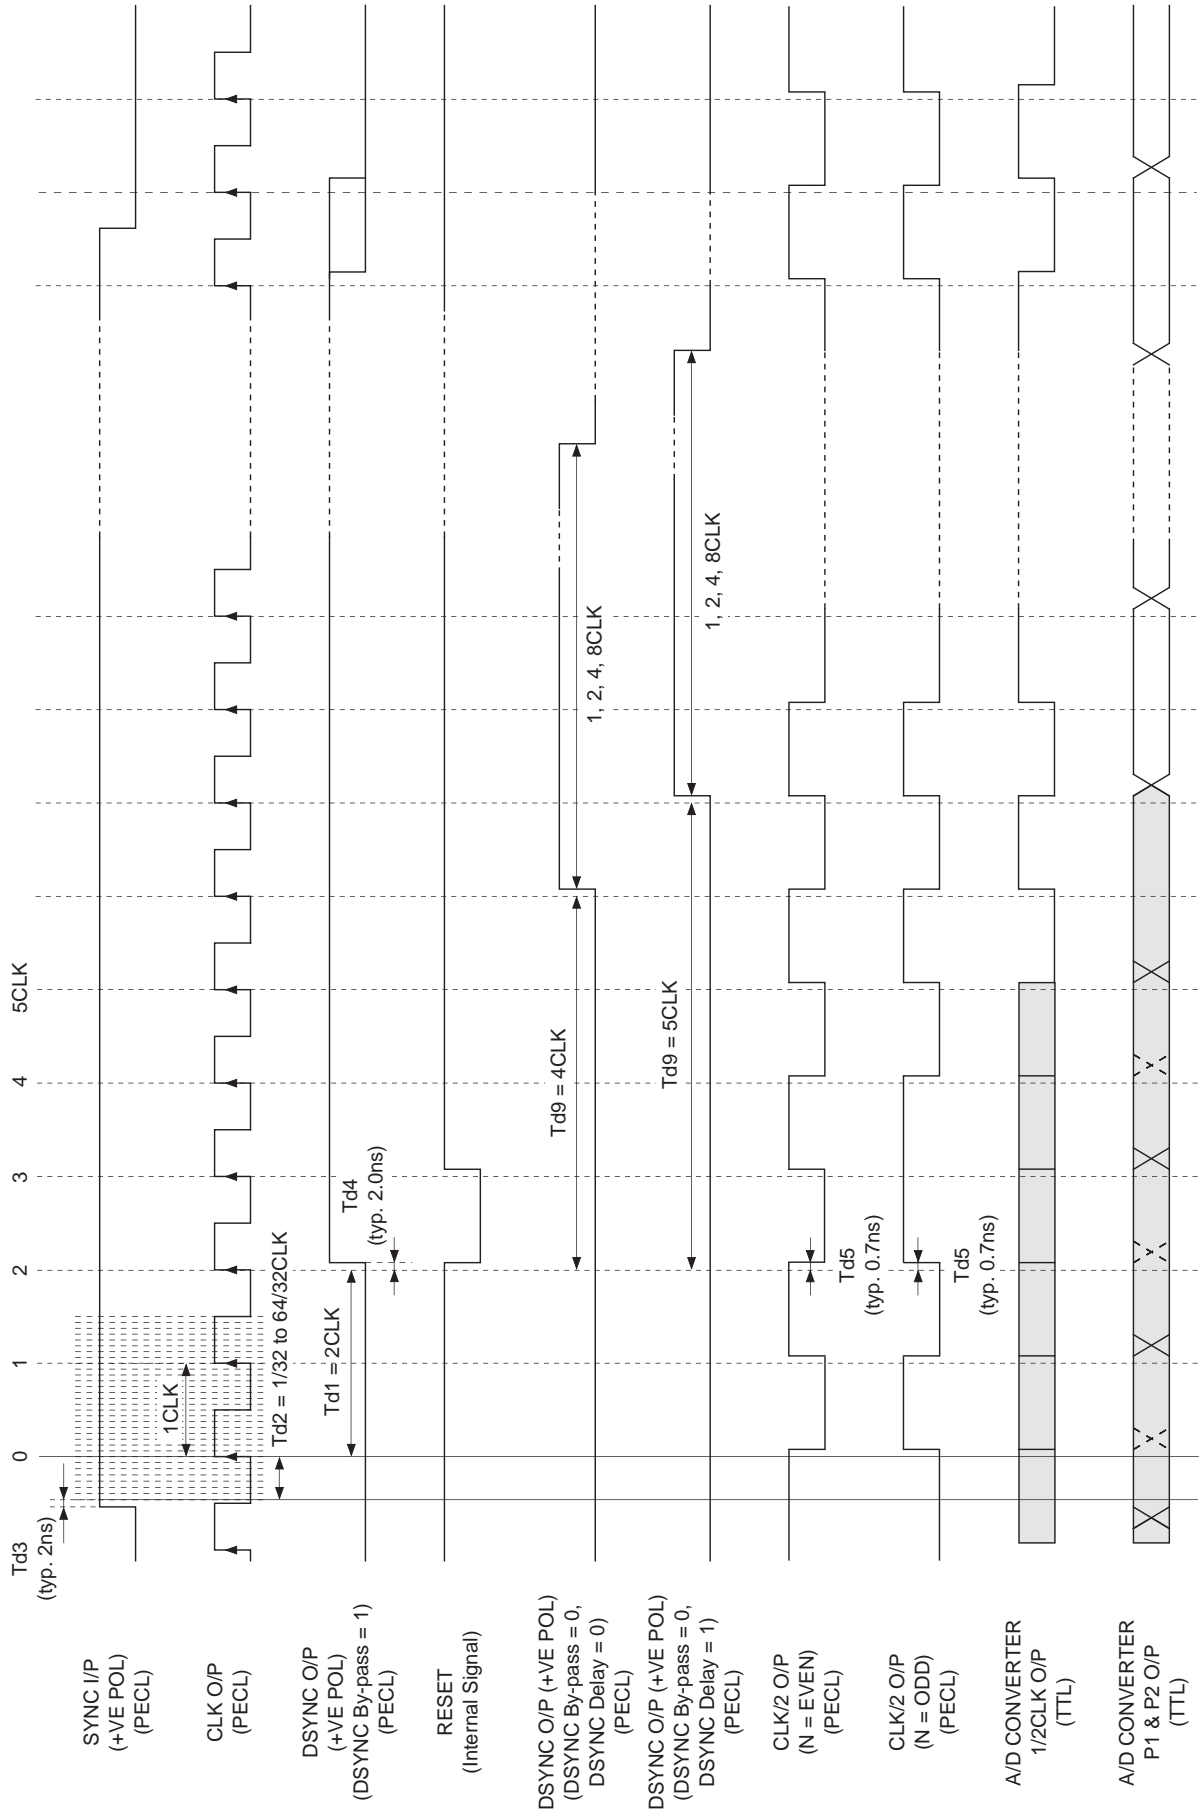 Td3
(typ. 2ns)
0
1
2
3
4
5CLK
SYNC I/P
(+VE POL)
(PECL)
1CLK
CLK O/P
(PECL)
Td2 = 1/32 to 64/32CLK
DSYNC O/P
(+VE POL)
(DSYNC By-pass = 1)
(PECL)
Td1 = 2CLK
Td4
(typ. 2.0ns)
RESET
(Internal Signal)
DSYNC O/P (+VE POL)
(DSYNC By-pass = 0,
DSYNC Delay = 0)
(PECL)
Td9 = 4CLK
1, 2, 4, 8CLK
DSYNC O/P (+VE POL)
(DSYNC By-pass = 0,
DSYNC Delay = 1)
(PECL)
Td9 = 5CLK
1, 2, 4, 8CLK
CLK/2 O/P
(N = EVEN)
(PECL)
Td5
(typ. 0.7ns)
CLK/2 O/P
(N = ODD)
(PECL)
Td5
(typ. 0.7ns)
A/D CONVERTER
1/2CLK O/P
(TTL)
A/D CONVERTER
P1 & P2 O/P
(TTL)